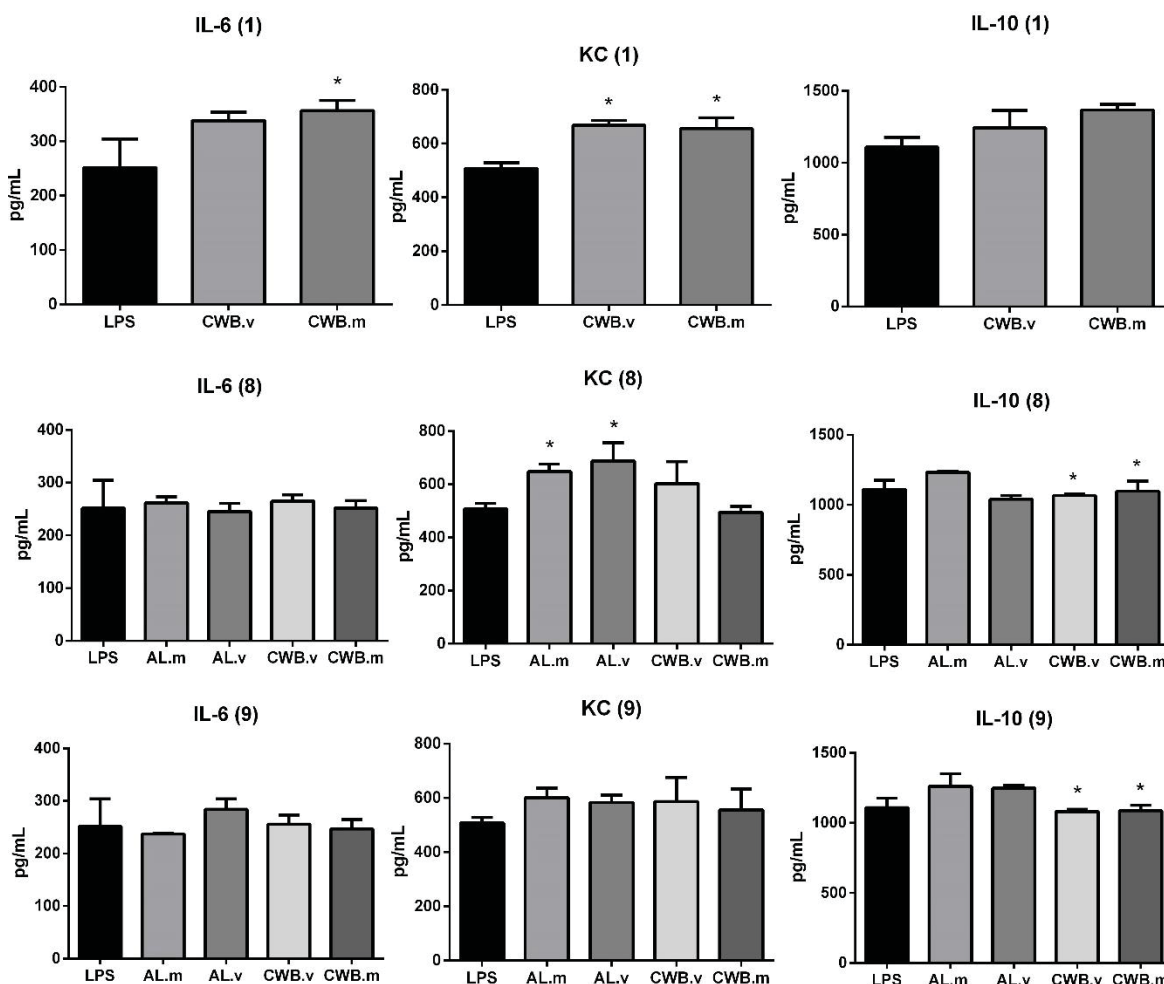 IL-6 (1)
*
400
300
200
100
0
pg/mL
LPS CWB.v CWB.m
KC (1)
* *
800
600
400
200
0
pg/mL
LPS CWB.v CWB.m
IL-10 (1)
1500
1000
500
0
pg/mL
LPS CWB.v CWB.m
IL-6 (8)
400
300
200
100
0
pg/mL
LPS AL.m AL.v CWB.v CWB.m
KC (8)
* *
800
600
400
200
0
pg/mL
LPS AL.m AL.v CWB.v CWB.m
IL-10 (8)
* *
1500
1000
500
0
pg/mL
LPS AL.m AL.v CWB.v CWB.m
IL-6 (9)
400
300
200
100
0
pg/mL
LPS AL.m AL.v CWB.v CWB.m
KC (9)
800
600
400
200
0
pg/mL
LPS AL.m AL.v CWB.v CWB.m
IL-10 (9)
* *
1500
1000
500
0
pg/mL
LPS AL.m AL.v CWB.v CWB.m